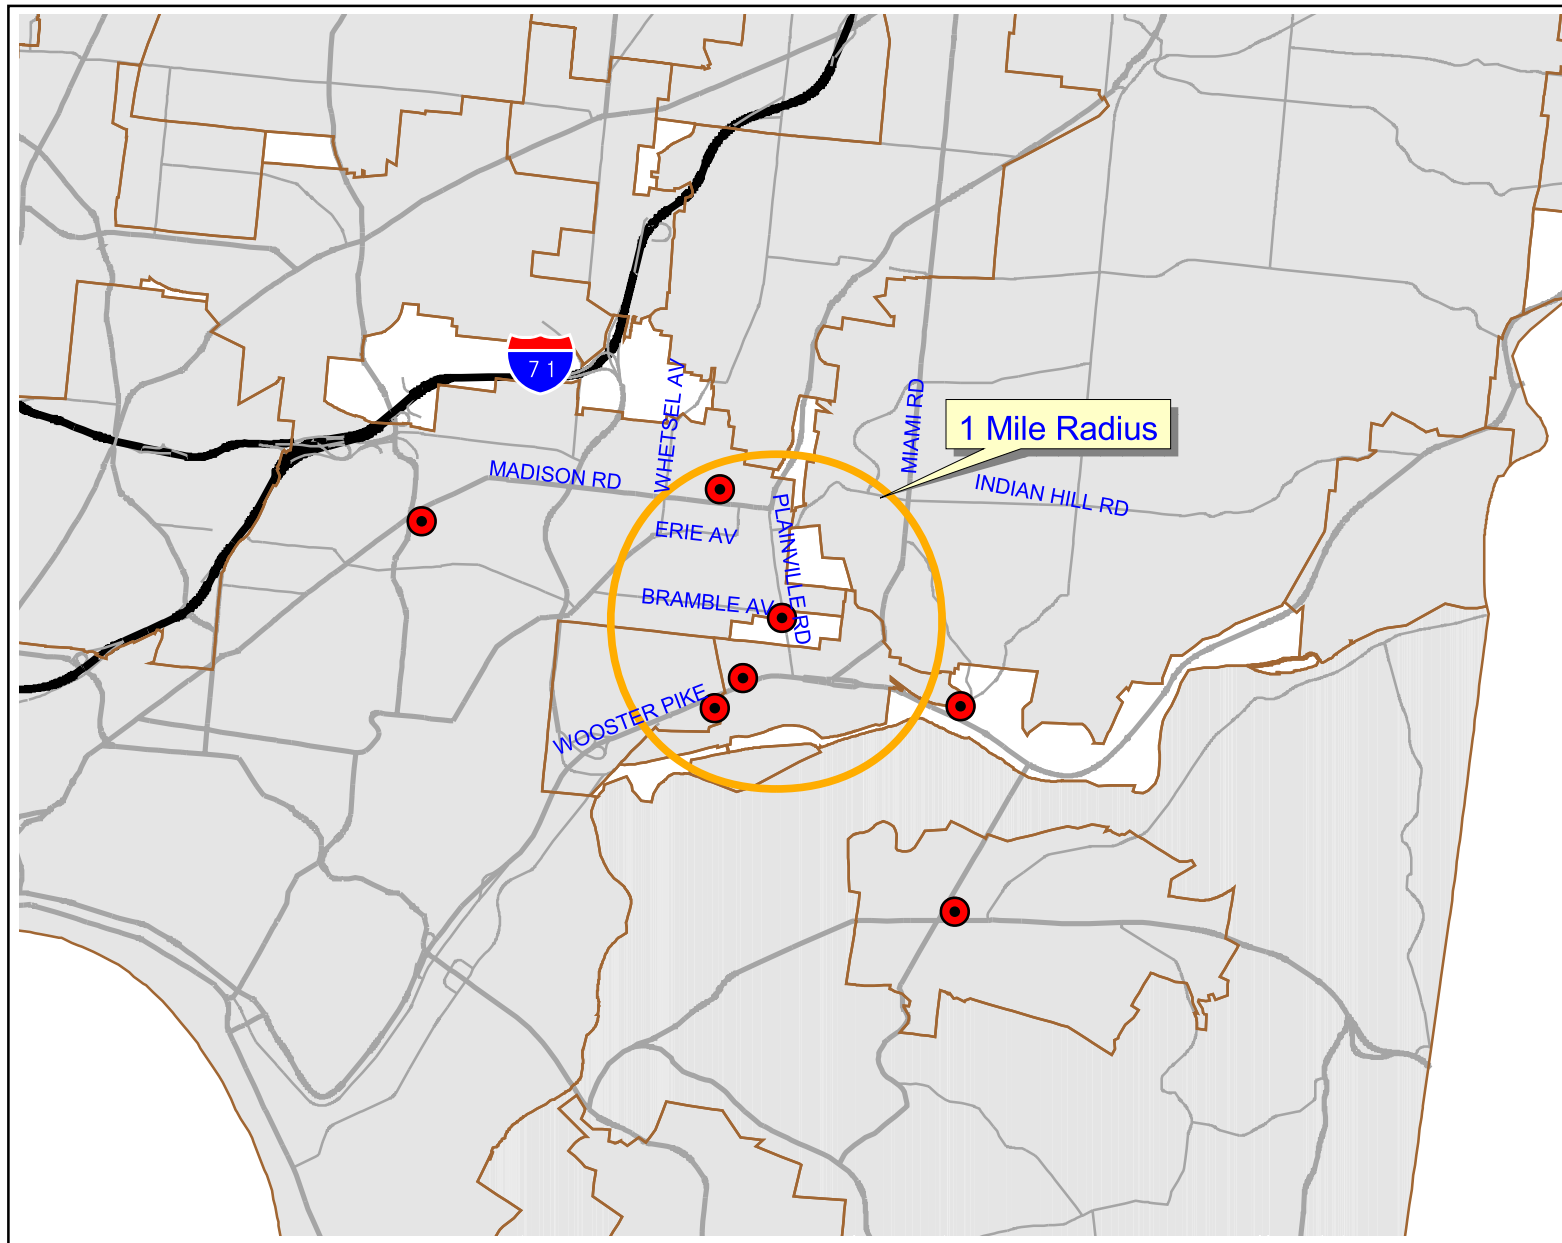 71
WHETSEL AV
MIAMI RD
1 Mile Radius
MADISON RD
INDIAN HILL RD
PLAINVILLE RD
ERIE AV
BRAMBLE AV
WOOSTER PIKE